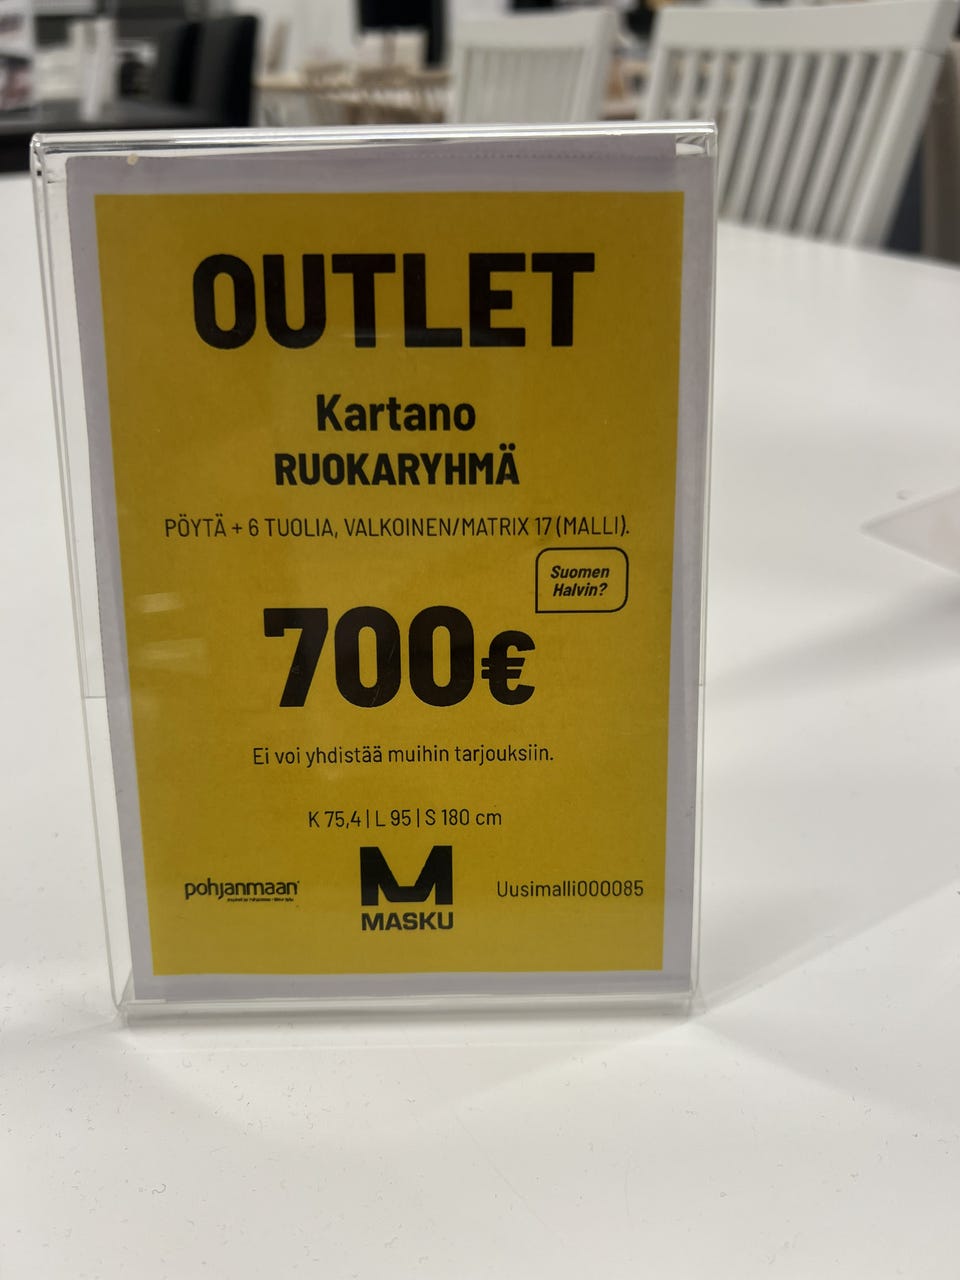 OUTLET
Kartano
RUOKARYHMÄ
PÖYTÄ + 6 TUOLIA, VALKOINEN/MATRIX 17 (MALLI).
Suomen
Halvin?
700€
Ei voi yhdistää muihin tarjouksiin.
K 75,4 | L 95 | S 180 cm
pohjanmaan
MASKU
Uusimalli000085